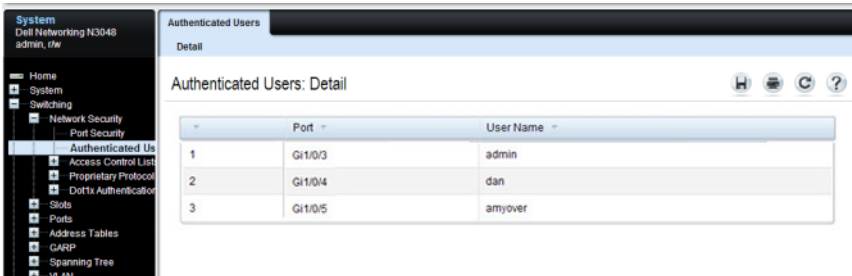 System
Dell Networking N3048
admin, r/w
Home
System
Switching
Network Security
Port Security
Authenticated Us
Access Control Lists
Proprietary Protocol
Dot1x Authentication
Slots
Ports
Address Tables
GARP
Spanning Tree
VLAN
Authenticated Users
Detail
Authenticated Users: Detail
Port
User Name
1 Gi1/0/3 admin
2 Gi1/0/4 dan
3 Gi1/0/5 amyover